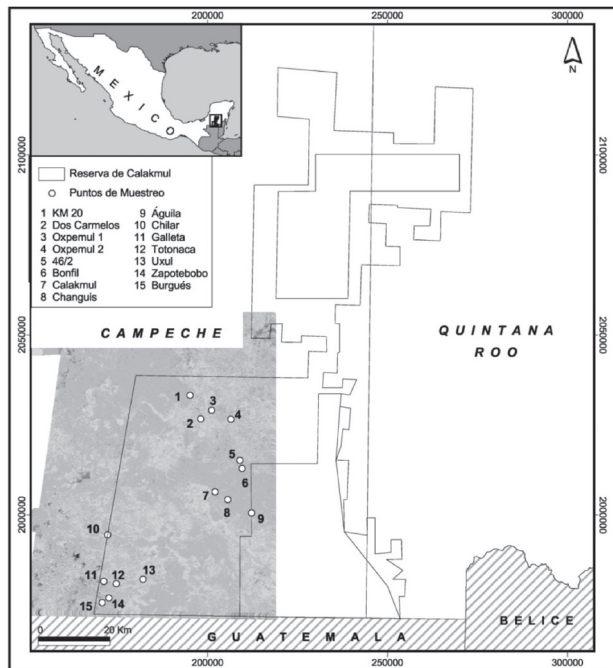 200000 250000 300000
N
MEXICO
2100000 2100000
Reserva de Calakmul
Puntos de Muestreo
1 KM 20 9 Águila
2 Dos Carmelos 10 Chilar
3 Oxpemul 1 11 Galleta
4 Oxpemul 2 12 Totonaca
5 46/2 13 Uxul
6 Bonfil 14 Zapotebobo
7 Calakmul 15 Burgués
8 Changuis
2050000 2050000
CAMPECHE QUINTANA
ROO
1
3
2 4
5
6
7
8 9
2000000 2000000
10
11 12 13
15 14
0 20 Km
BELICE
GUATEMALA
200000 250000 300000